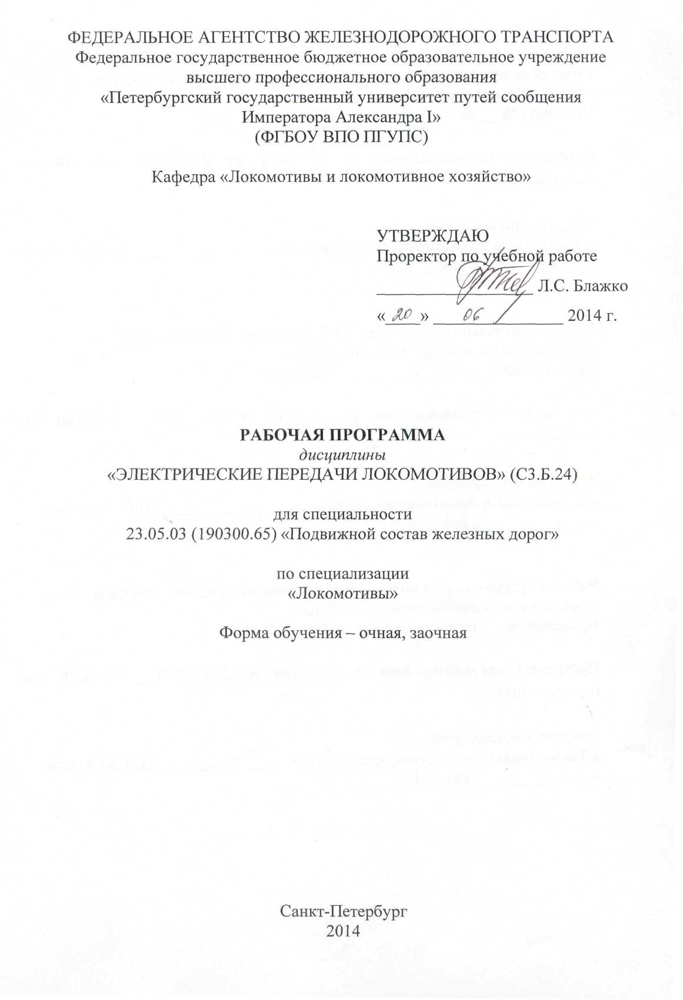 ФЕДЕРАЛЬНОЕ АГЕНТСТВО ЖЕЛЕЗНОДОРОЖНОГО ТРАНСПОРТА
Федеральное государственное бюджетное образовательное учреждение
высшего профессионального образования
«Петербургский государственный университет путей сообщения
Императора Александра I»
(ФГБОУ ВПО ПГУПС)
Кафедра «Локомотивы и локомотивное хозяйство»
УТВЕРЖДАЮ
Проректор по учебной работе
Л.С. Блажко
«20» 06 2014 г.
РАБОЧАЯ ПРОГРАММА
дисциплины
«ЭЛЕКТРИЧЕСКИЕ ПЕРЕДАЧИ ЛОКОМОТИВОВ» (С3.Б.24)
для специальности
23.05.03 (190300.65) «Подвижной состав железных дорог»
по специализации
«Локомотивы»
Форма обучения – очная, заочная
Санкт-Петербург
2014